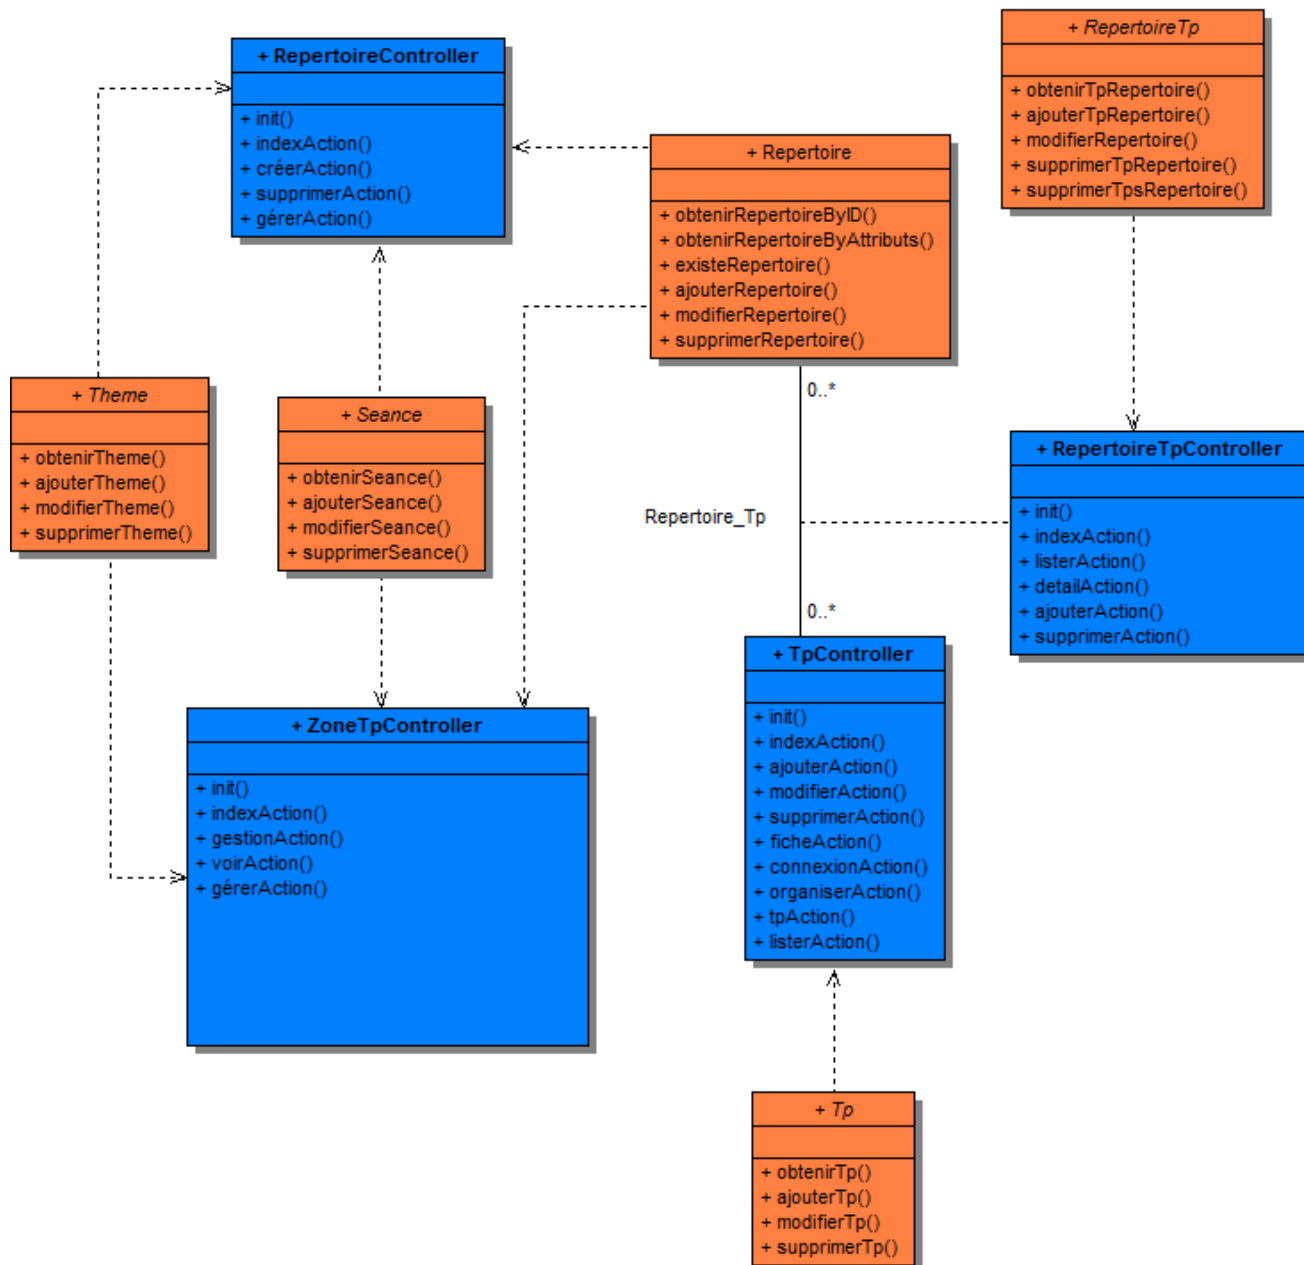 + RepertoireController
+ init()
+ indexAction()
+ créerAction()
+ supprimerAction()
+ gérerAction()
+ RepertoireTp
+ obtenirTpRepertoire()
+ ajouterTpRepertoire()
+ modifierRepertoire()
+ supprimerTpRepertoire()
+ supprimerTpsRepertoire()
+ Repertoire
+ obtenirRepertoireByID()
+ obtenirRepertoireByAttributs()
+ existeRepertoire()
+ ajouterRepertoire()
+ modifierRepertoire()
+ supprimerRepertoire()
+ Theme
+ obtenirTheme()
+ ajouterTheme()
+ modifierTheme()
+ supprimerTheme()
+ Seance
+ obtenirSeance()
+ ajouterSeance()
+ modifierSeance()
+ supprimerSeance()
0..*
Repertoire_Tp
0..*
+ RepertoireTpController
+ init()
+ indexAction()
+ listerAction()
+ detailAction()
+ ajouterAction()
+ supprimerAction()
+ ZoneTpController
+ init()
+ indexAction()
+ gestionAction()
+ voirAction()
+ gérerAction()
+ TpController
+ init()
+ indexAction()
+ ajouterAction()
+ modifierAction()
+ supprimerAction()
+ ficheAction()
+ connexionAction()
+ organiserAction()
+ tpAction()
+ listerAction()
+ Tp
+ obtenirTp()
+ ajouterTp()
+ modifierTp()
+ supprimerTp()